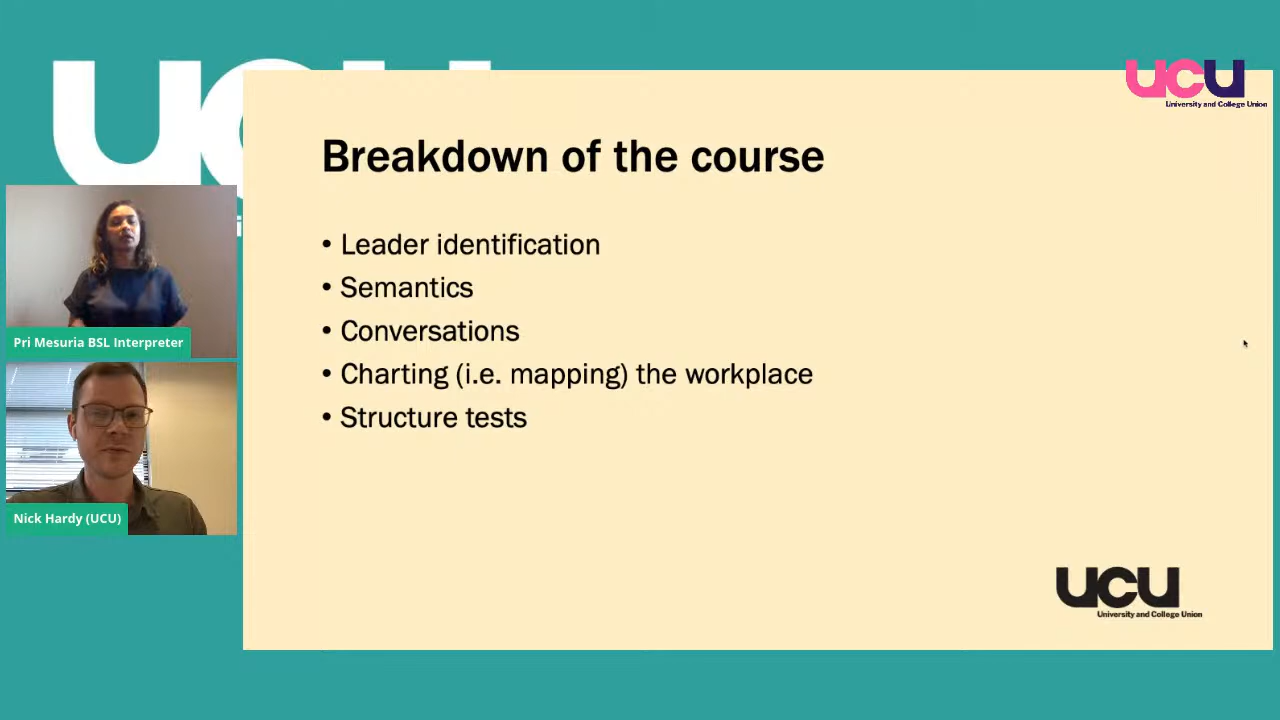 ucu
University and College Union
Breakdown of the course
• Leader identification
• Semantics
• Conversations
• Charting (i.e. mapping) the workplace
• Structure tests
Pri Mesuria BSL Interpreter
Nick Hardy (UCU)
ucu
University and College Union